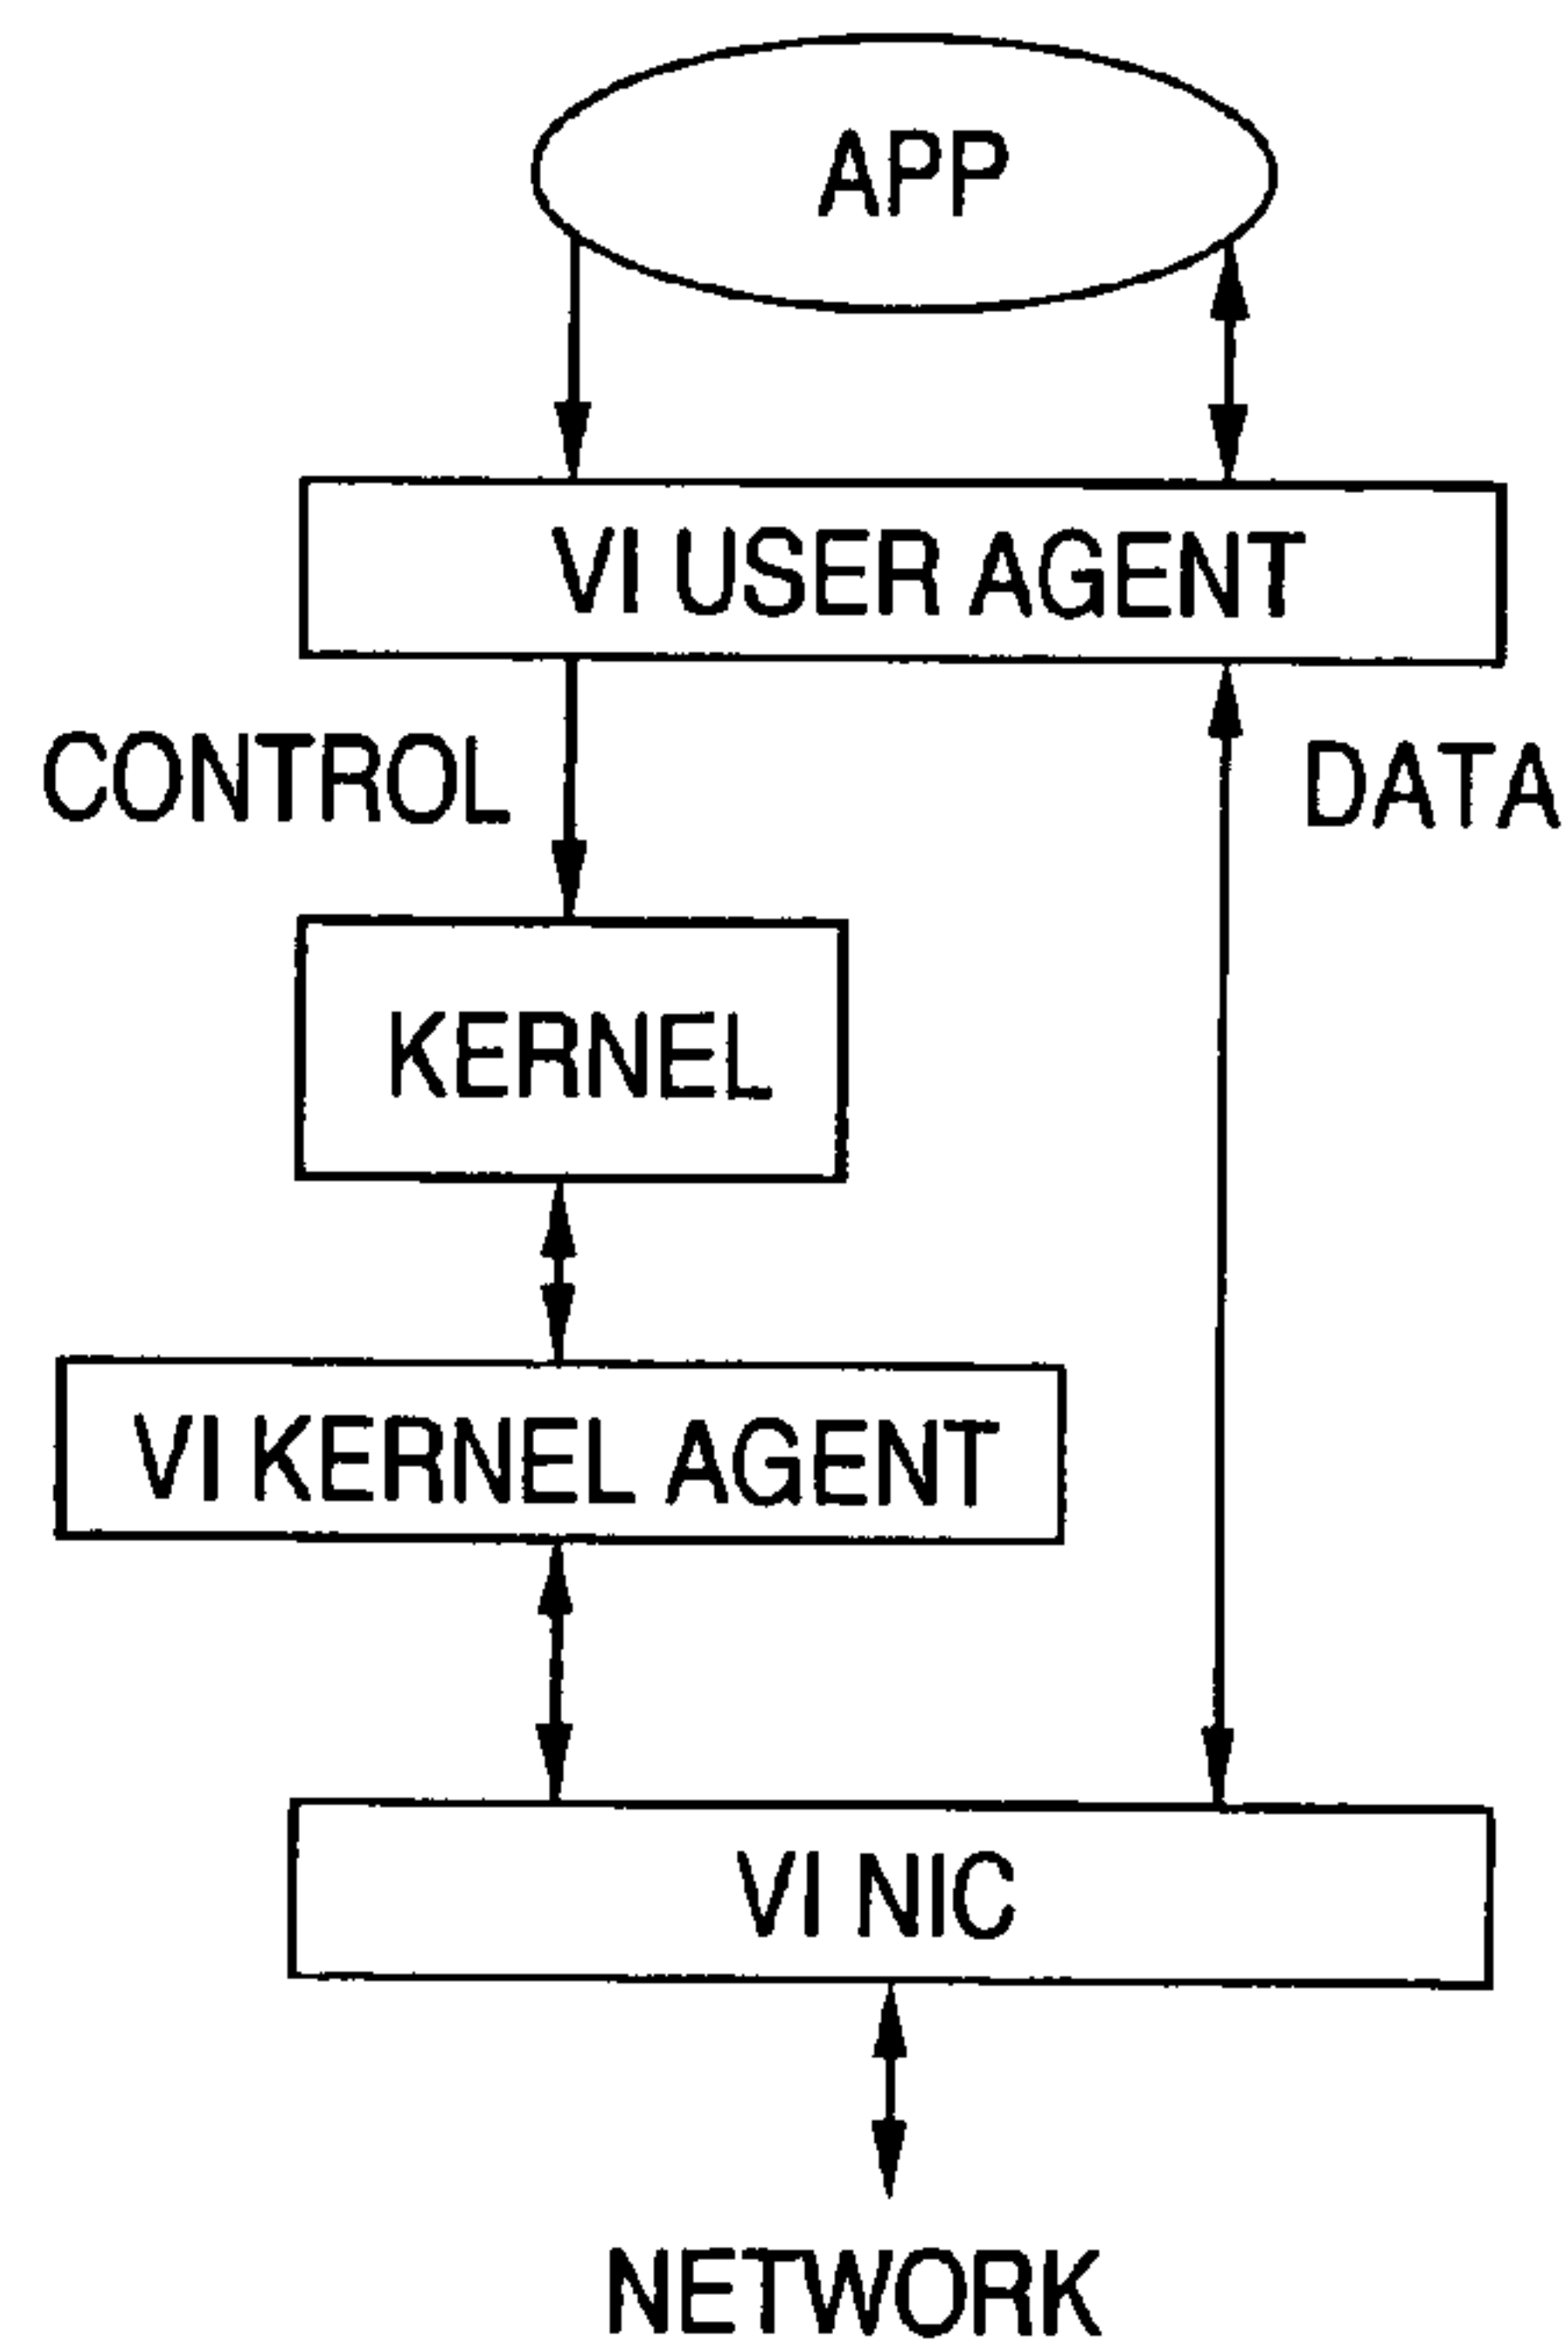 APP
VI USER AGENT
CONTROL
DATA
KERNEL
VI KERNEL AGENT
VI NIC
NETWORK